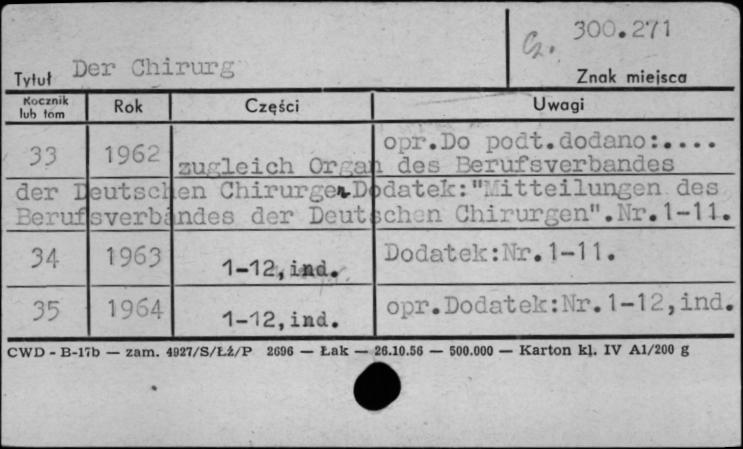 Cz. 300.271
Tytuł Der Chirurg Znak miejsca
Rocznik lub tom Rok Części Uwagi
33 1962 opr.Do podt.dodano:....
zugleich Organ des Berufsverbandes
der Deutschen Chirurgen Dodatek:"Mitteilungen des
Berufsverbandes der Deutschen Chirurgen".Nr.1-11.
34 1963 1-12,ind. Dodatek:Nr.1-11.
35 1964 1-12,ind. opr.Dodatek:Nr.1-12,ind.
CWD - B-17b — zam. 4927/S/Łź/P 2696 — Łak — 26.10.56 — 500.000 — Karton kl. IV A1/200 g